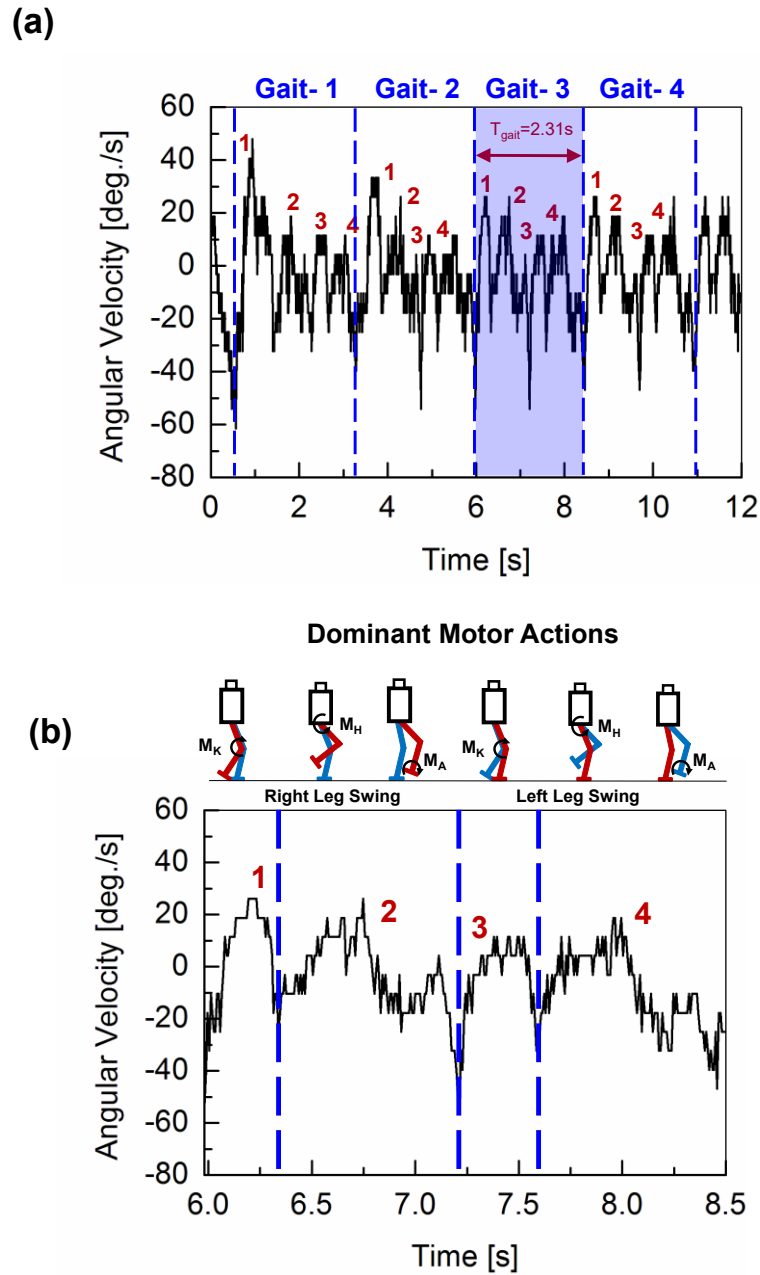 (a)
Gait- 1 Gait- 2 Gait- 3 Gait- 4
60
40
20
0
-20
-40
-60
-80
Angular Velocity [deg./s]
T_gait=2.31s
1 2 3 4
1 2 3 4
1 2 3 4
1 2 3 4
0 2 4 6 8 10 12
Time [s]
Dominant Motor Actions
(b)
M_K M_H M_A M_K M_H M_A
Right Leg Swing Left Leg Swing
60
40
20
0
-20
-40
-60
-80
Angular Velocity [deg./s]
1 2 3 4
6.0 6.5 7.0 7.5 8.0 8.5
Time [s]